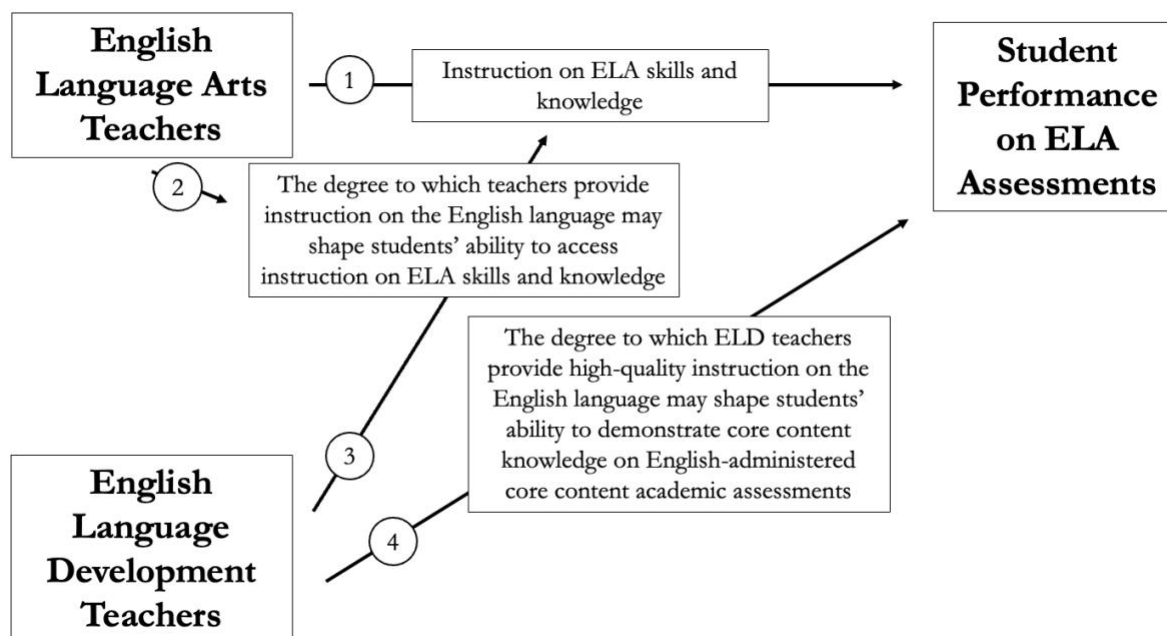 English
Language Arts
Teachers
1
Instruction on ELA skills and
knowledge
Student
Performance
on ELA
Assessments
2
The degree to which teachers provide
instruction on the English language may
shape students’ ability to access
instruction on ELA skills and knowledge
The degree to which ELD teachers
provide high-quality instruction on the
English language may shape students’
ability to demonstrate core content
knowledge on English-administered
core content academic assessments
3
4
English
Language
Development
Teachers